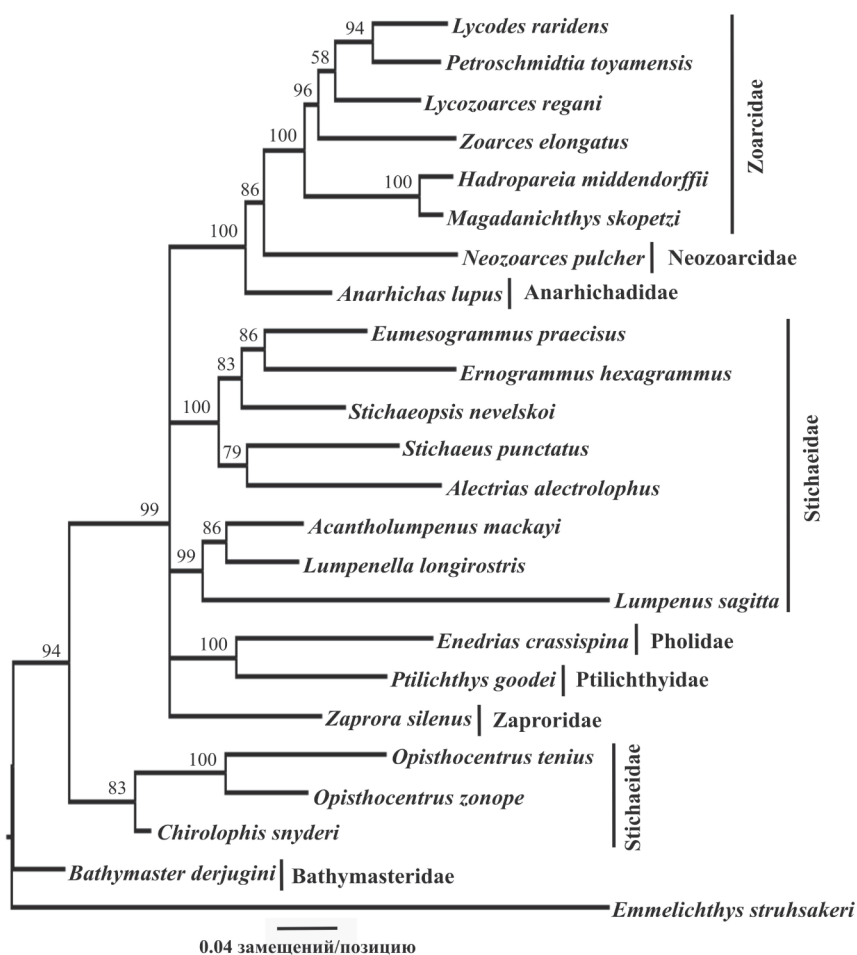 94
Lycodes raridens
58
Petroschmidtia toyamensis
96
Lycozoarces regani
100
Zoarces elongatus
Zoarcidae
100
Hadropareia middendorffii
86
Magadanichthys skopetzi
100
Neozoarces pulcher
Neozoarcidae
Anarhichas lupus
Anarhichadidae
86
Eumesogrammus praecisus
83
Ernogrammus hexagrammus
100
Stichaeopsis nevelskoi
79
Stichaeus punctatus
Alectrias alectrolophus
Stichaeidae
99
86
Acantholumpenus mackayi
99
Lumpenella longirostris
Lumpenus sagitta
94
100
Enedrias crassispina
Pholidae
Ptilichthys goodei
Ptilichthyidae
Zaprora silenus
Zaproridae
100
Opisthocentrus tenius
83
Opisthocentrus zonope
Stichaeidae
Chirolophis snyderi
Bathymaster derjugini
Bathymasteridae
Emmelichthys struhsakeri
0.04 замещений/позицию